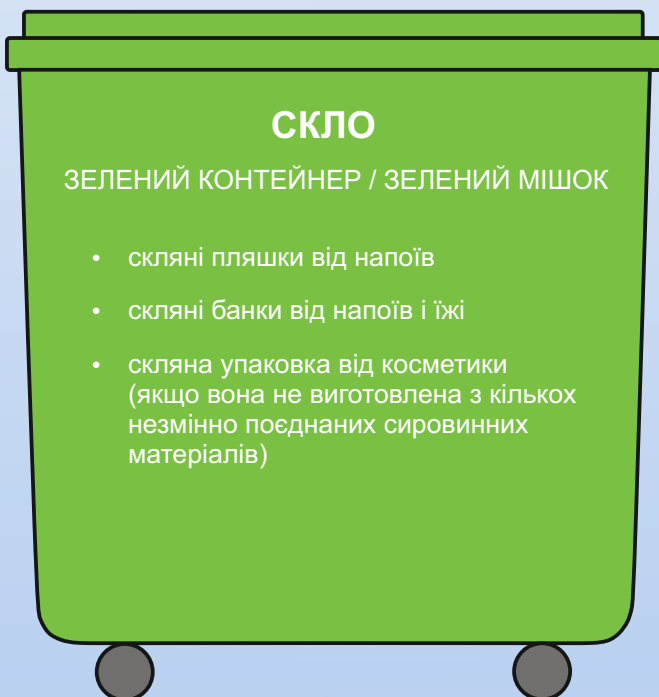 СКЛО
ЗЕЛЕНИЙ КОНТЕЙНЕР / ЗЕЛЕНИЙ МІШОК
• скляні пляшки від напоїв
• скляні банки від напоїв і їжі
• скляна упаковка від косметики
(якщо вона не виготовлена з кількох
незмінно поєднаних сировинних
матеріалів)